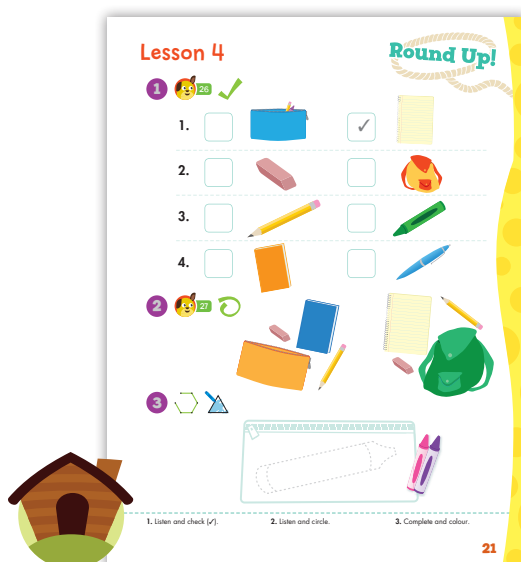 Lesson 4
Round Up!
1 26
1.
✓
2.
3.
4.
2 27
3
1. Listen and check (✓).
2. Listen and circle.
3. Complete and colour.
21